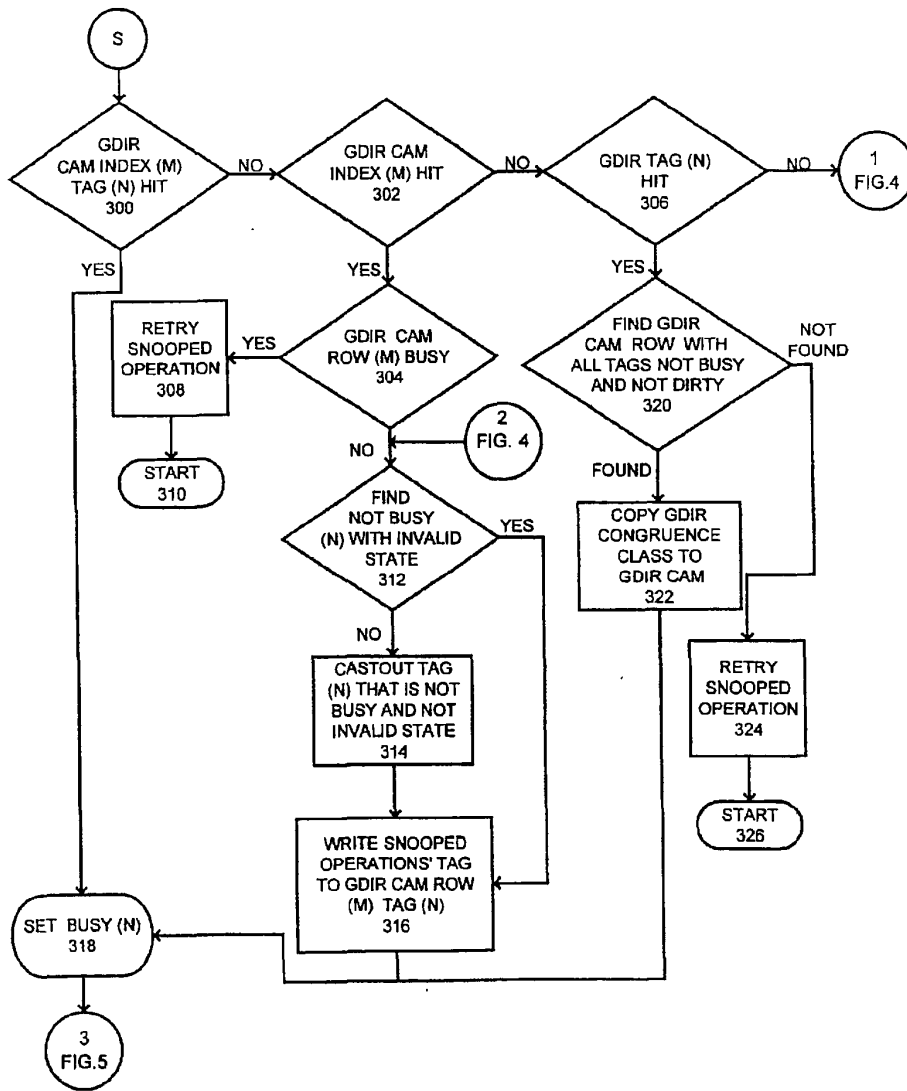 S
GDIR
CAM INDEX (M)
TAG (N) HIT
300
NO
GDIR CAM
INDEX (M) HIT
302
NO
GDIR TAG (N)
HIT
306
NO
1
FIG.4
YES
YES
YES
RETRY
SNOOPED
OPERATION
308
YES
GDIR CAM
ROW (M) BUSY
304
FIND GDIR
CAM ROW WITH
ALL TAGS NOT BUSY
AND NOT DIRTY
320
NOT
FOUND
START
310
NO
2
FIG. 4
FOUND
FIND
NOT BUSY
(N) WITH INVALID
STATE
312
YES
COPY GDIR
CONGRUENCE
CLASS TO
GDIR CAM
322
NO
CASTOUT TAG
(N) THAT IS NOT
BUSY AND NOT
INVALID STATE
314
RETRY
SNOOPED
OPERATION
324
START
326
WRITE SNOOPED
OPERATIONS' TAG
TO GDIR CAM ROW
(M) TAG (N)
316
SET BUSY (N)
318
3
FIG.5